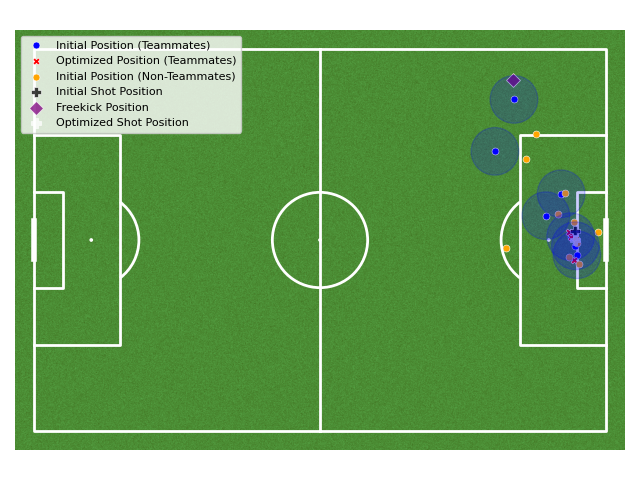 Initial Position (Teammates)
Optimized Position (Teammates)
Initial Position (Non-Teammates)
Initial Shot Position
Freekick Position
Optimized Shot Position